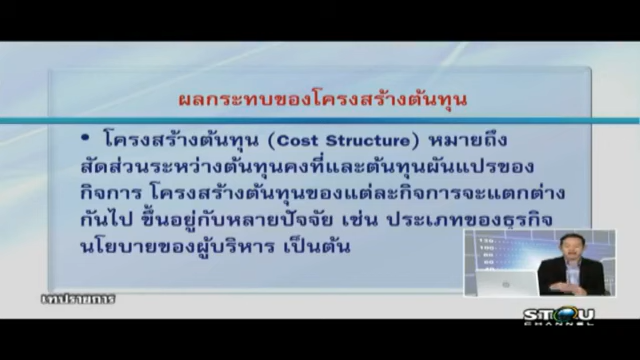 ผลกระทบของโครงสร้างต้นทุน
• โครงสร้างต้นทุน (Cost Structure) หมายถึง
สัดส่วนระหว่างต้นทุนคงที่และต้นทุนผันแปรของ
กิจการ โครงสร้างต้นทุนของแต่ละกิจการจะแตกต่าง
กันไป ขึ้นอยู่กับหลายปัจจัย เช่น ประเภทของธุรกิจ
นโยบายของผู้บริหาร เป็นต้น
เทปรายการ
STOU
CHANNEL